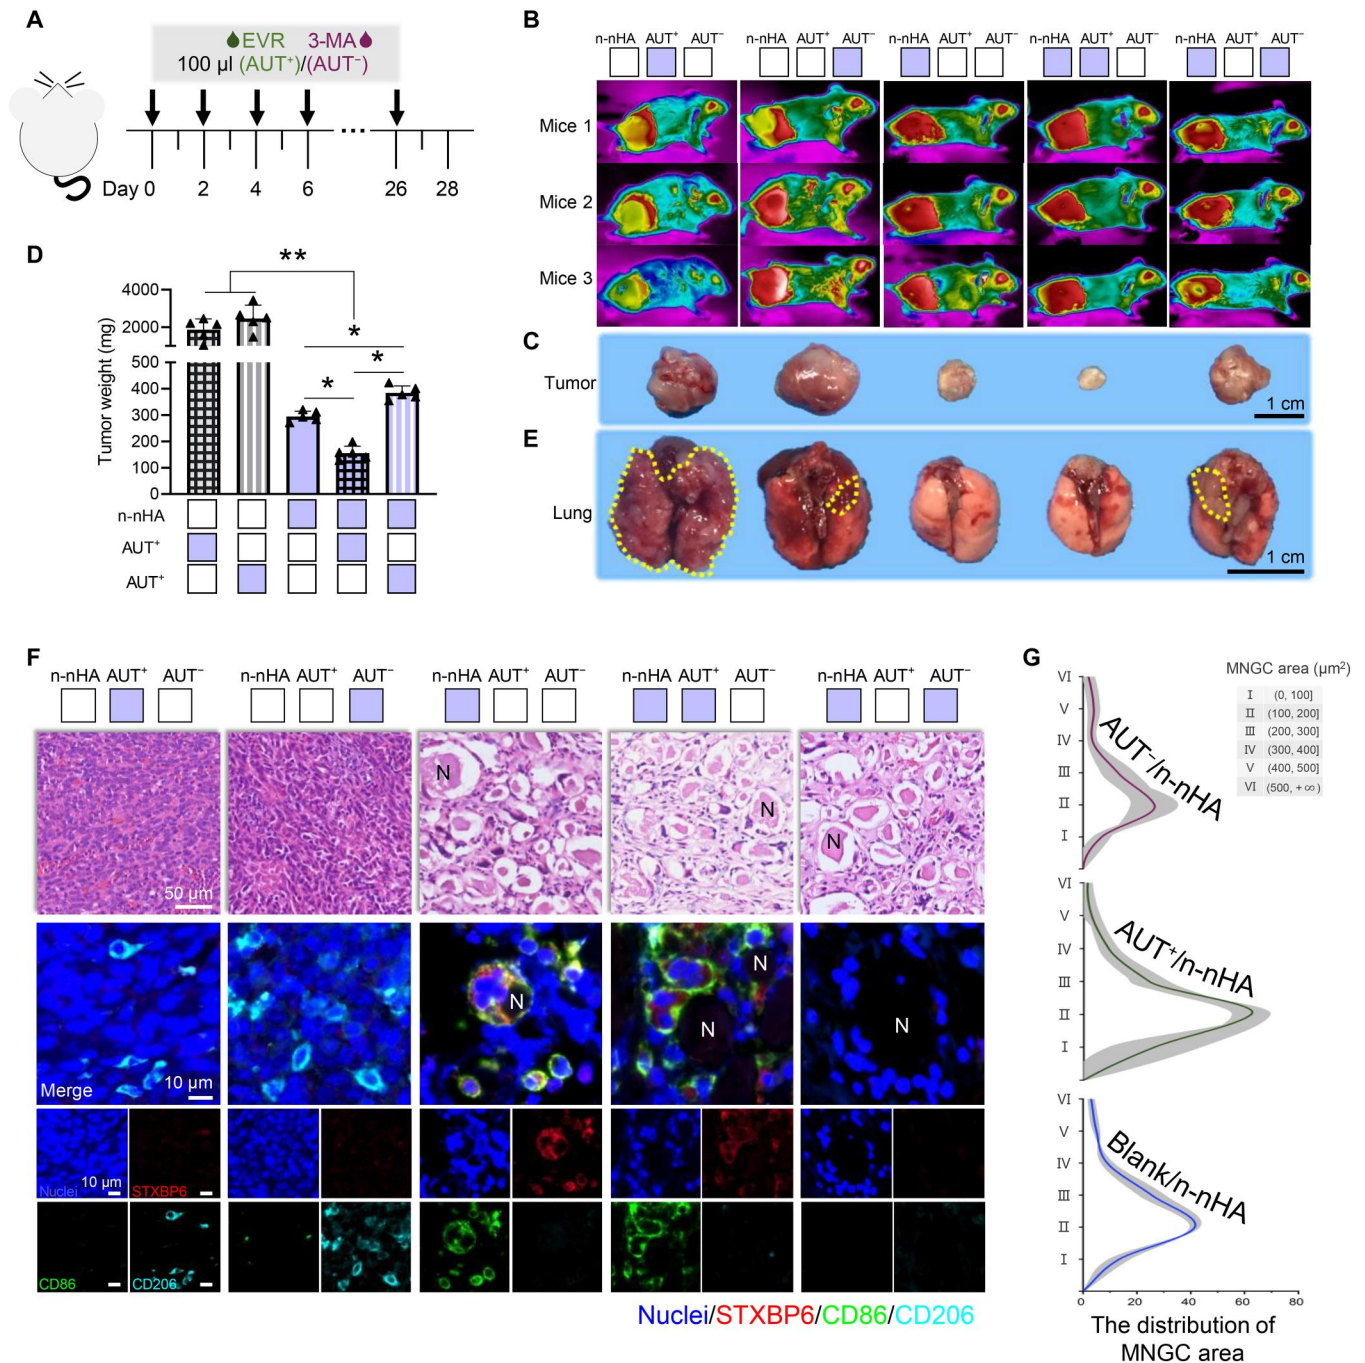 A
EVR 3-MA
100 µl (AUT⁺)/(AUT⁻)
Day 0 2 4 6 ... 26 28
B
n-nHA AUT⁺ AUT⁻ n-nHA AUT⁺ AUT⁻ n-nHA AUT⁺ AUT⁻ n-nHA AUT⁺ AUT⁻ n-nHA AUT⁺ AUT⁻
Mice 1
Mice 2
Mice 3
C
Tumor
1 cm
D
**
*
*
*
Tumor weight (mg)
4000
2000
500
400
300
200
100
0
n-nHA
AUT⁺
AUT⁺
E
Lung
1 cm
F
n-nHA AUT⁺ AUT⁻ n-nHA AUT⁺ AUT⁻ n-nHA AUT⁺ AUT⁻ n-nHA AUT⁺ AUT⁻ n-nHA AUT⁺ AUT⁻
N N N
50 µm
N N N N
Merge 10 µm
10 µm
Nuclei STXBP6
CD86 CD206
Nuclei/STXBP6/CD86/CD206
G
MNGC area (µm²)
I (0, 100]
II (100, 200]
III (200, 300]
IV (300, 400]
V (400, 500]
VI (500, +∞)
VI
V
IV
III
II
I
AUT⁻/n-nHA
VI
V
IV
III
II
I
AUT⁺/n-nHA
VI
V
IV
III
II
I
Blank/n-nHA
0 20 40 60 80
The distribution of
MNGC area